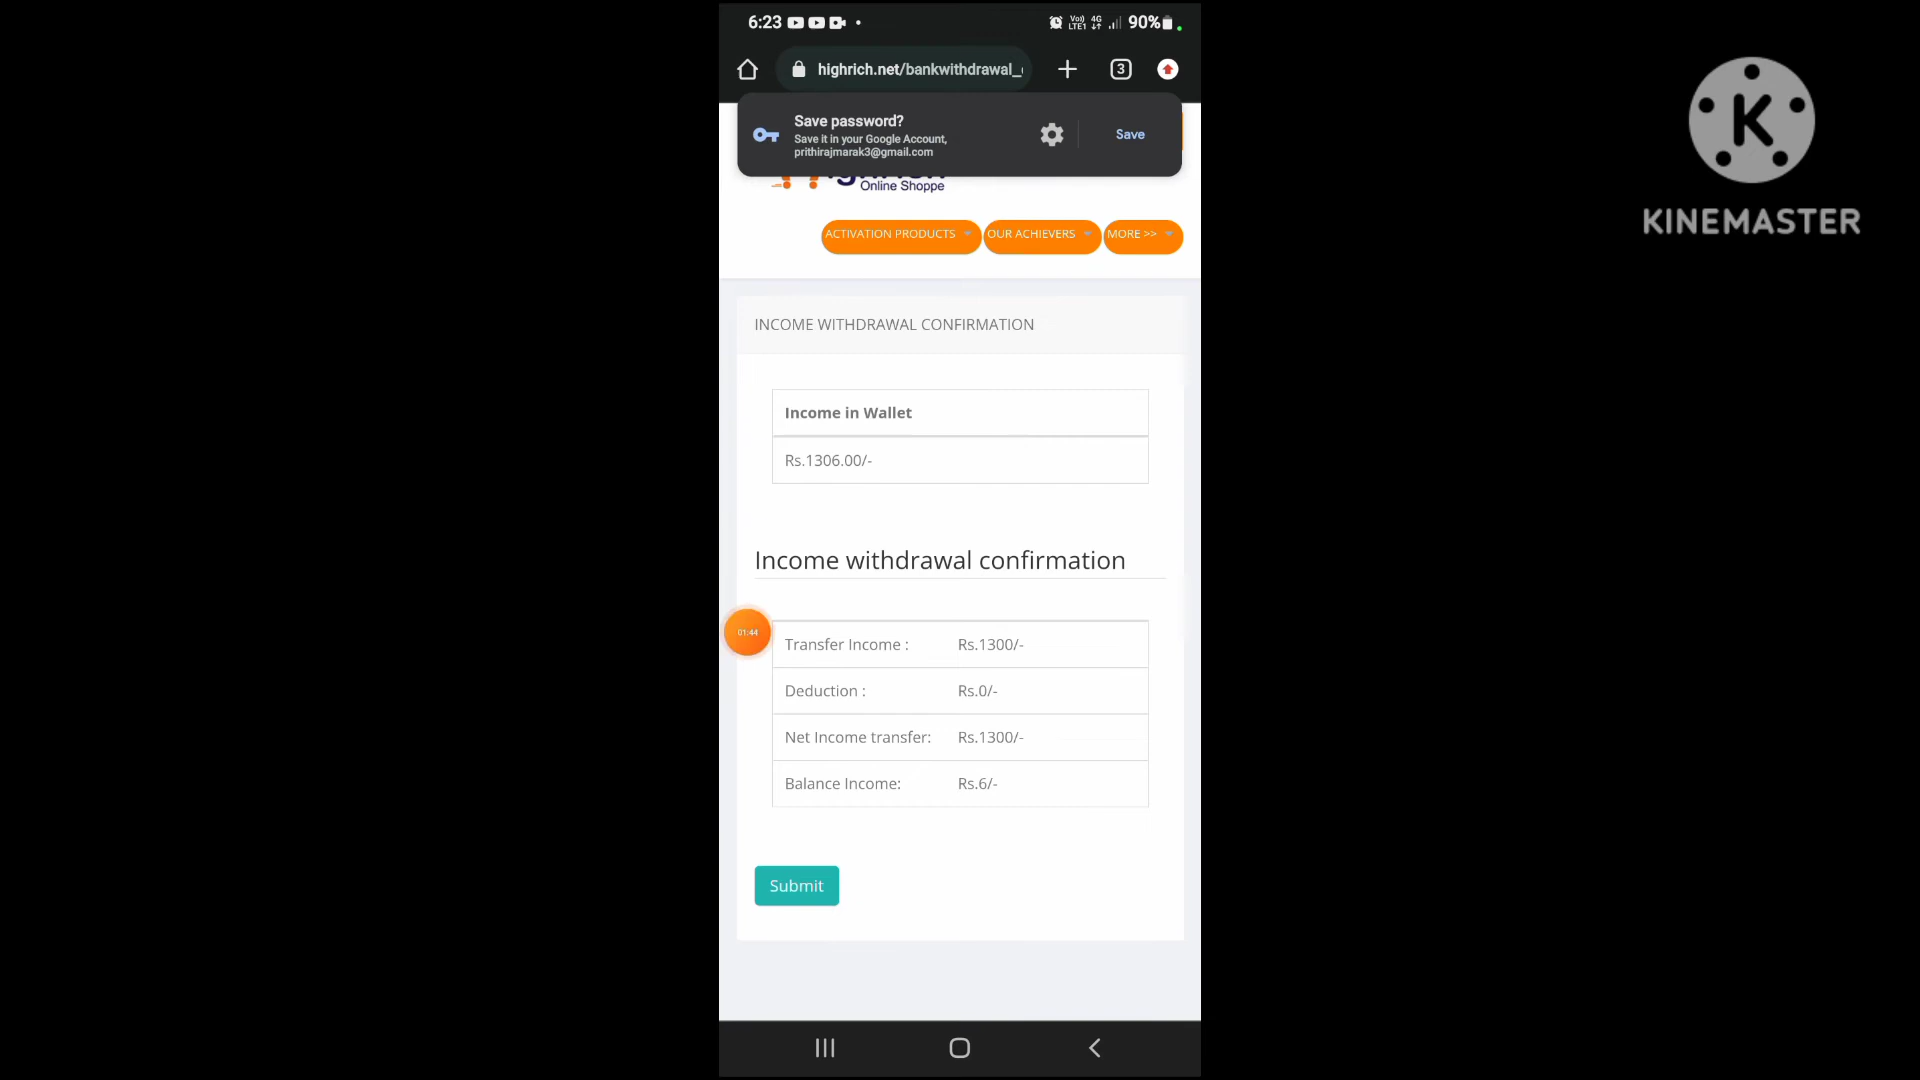 6:23
Vo)) 4G 90%
LTE1
highrich.net/bankwithdrawal_
3
Save password?
Save it in your Google Account,
prithirajmarak3@gmail.com
Save
Online Shoppe
ACTIVATION PRODUCTS OUR ACHIEVERS MORE >>
INCOME WITHDRAWAL CONFIRMATION
Income in Wallet
Rs.1306.00/-
Income withdrawal confirmation
01:44
Transfer Income : Rs.1300/-
Deduction : Rs.0/-
Net Income transfer: Rs.1300/-
Balance Income: Rs.6/-
Submit
K
KINEMASTER